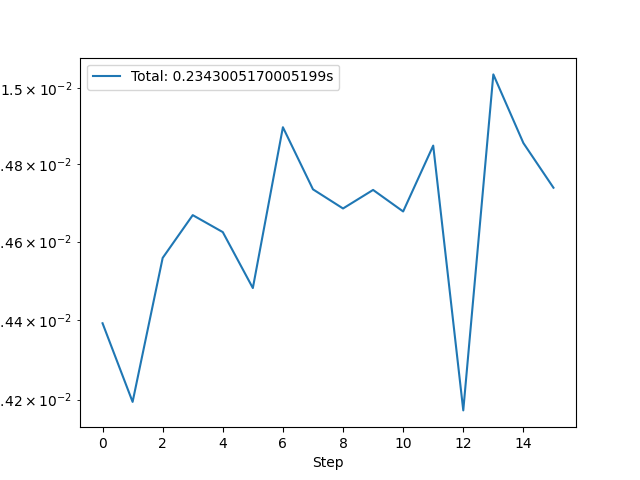 Total: 0.2343005170005199s
1.5 × 10⁻²
.48 × 10⁻²
.46 × 10⁻²
.44 × 10⁻²
.42 × 10⁻²
0 2 4 6 8 10 12 14
Step